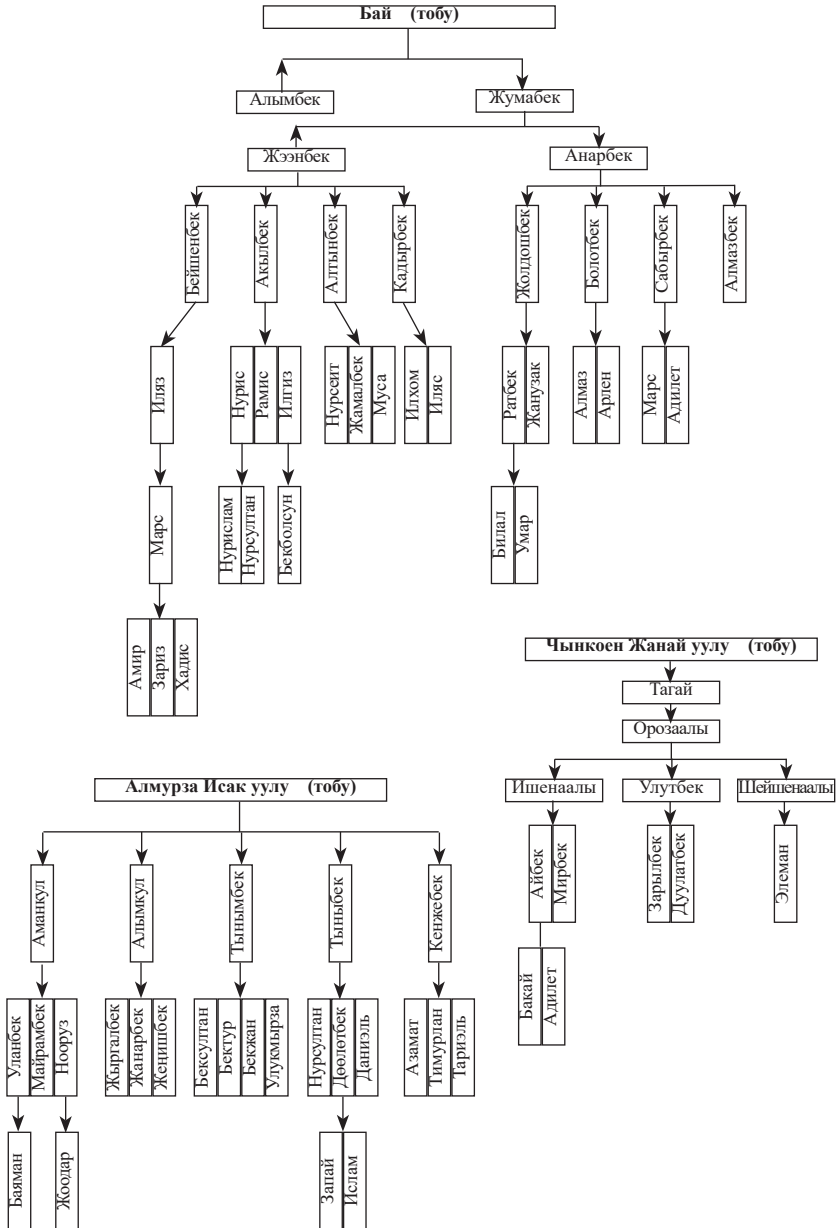 Бай (тобу)
Алымбек
Жумабек
Жээнбек
Анарбек
Бейшенбек
Акылбек
Алтынбек
Кадырбек
Жолдошбек
Болотбек
Сабырбек
Алмазбек
Иляз
Нурис
Рамис
Илгиз
Нурсеит
Жамалбек
Муса
Илхом
Иляс
Ратбек
Жанузак
Алмаз
Арлен
Марс
Адилет
Марс
Нурислам
Нурсултан
Бекболсун
Билал
Умар
Амир
Зариз
Хадис
Чынкоен Жанай уулу (тобу)
Тагай
Орозаалы
Ишенаалы
Улутбек
Шейшенаалы
Айбек
Мирбек
Зарылбек
Дуулатбек
Элеман
Бакай
Адилет
Алмурза Исак уулу (тобу)
Аманкул
Алымкул
Тынымбек
Тыныбек
Кенжебек
Уланбек
Майрамбек
Нооруз
Жыргалбек
Жанарбек
Жеңишбек
Бексултан
Бектур
Бекжан
Улукмырза
Нурсултан
Дөөлөтбек
Даниэль
Азамат
Тимурлан
Тариэль
Баяман
Жоодар
Запай
Ислам